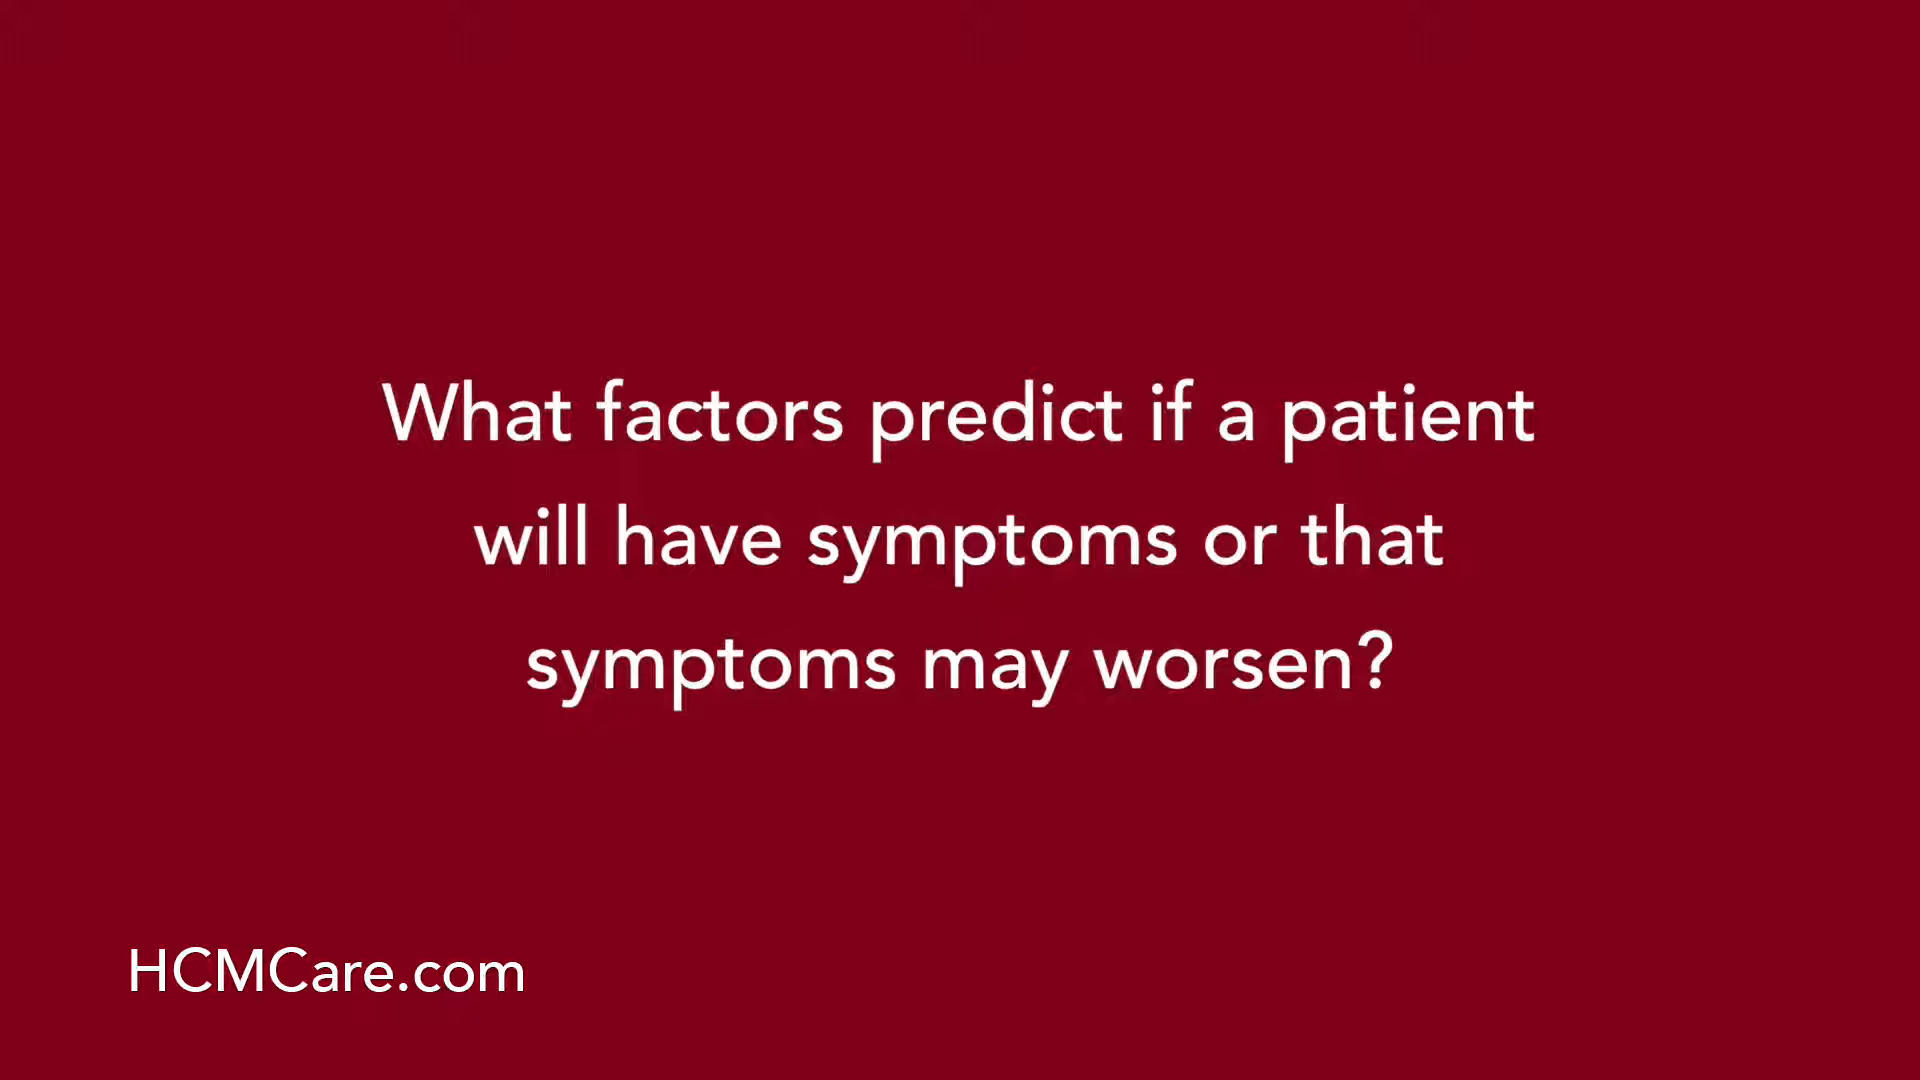 What factors predict if a patient
will have symptoms or that
symptoms may worsen?
HCMCare.com